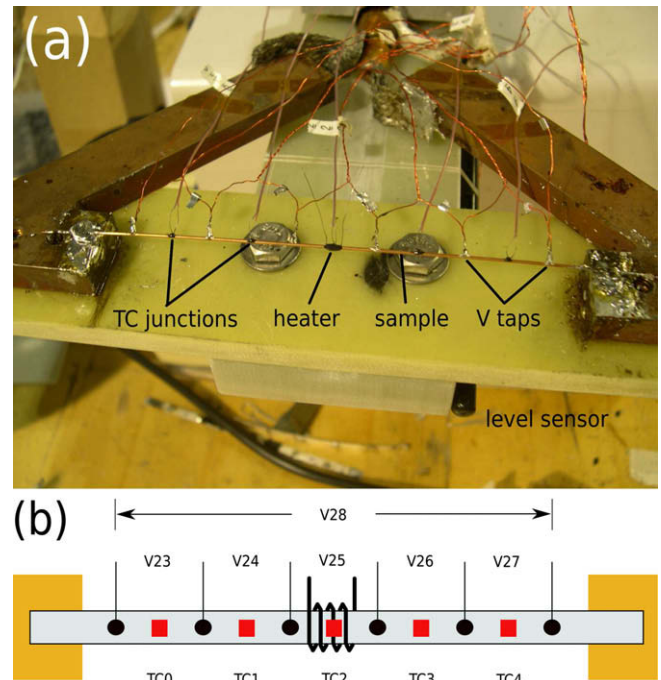 (a)
TC junctions heater sample V taps
level sensor
(b)
V28
V23 V24 V25 V26 V27
TC0 TC1 TC2 TC3 TC4